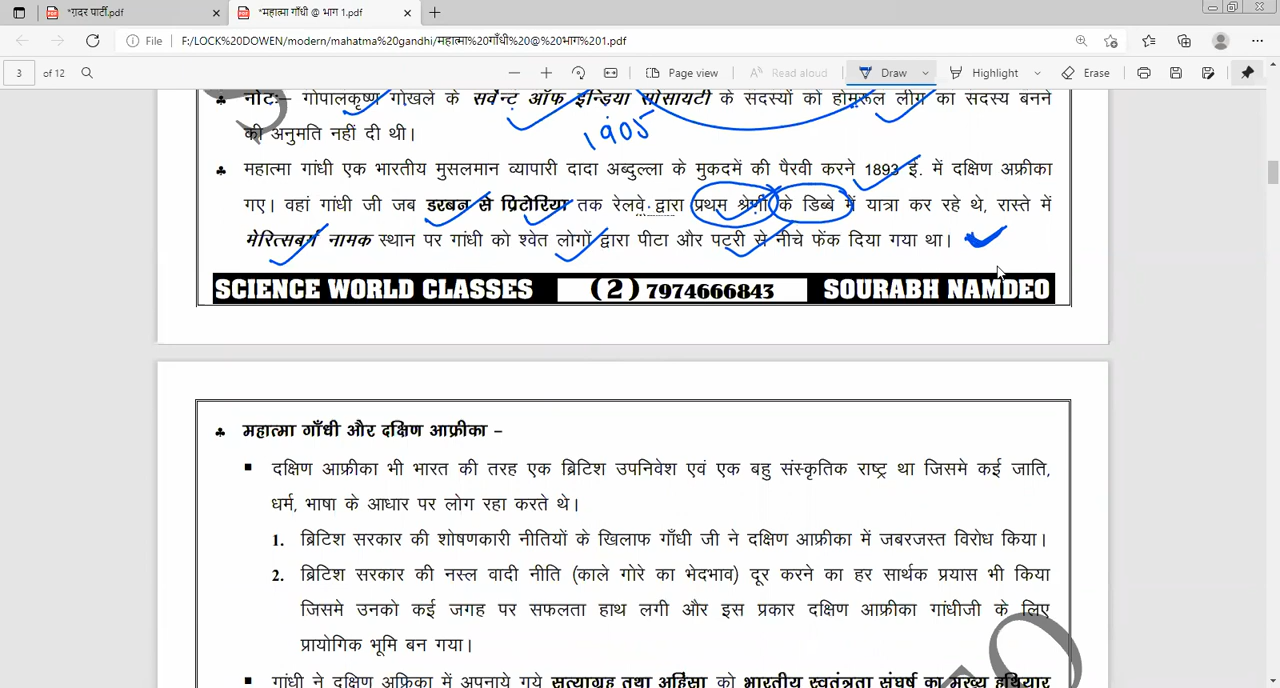 *ग़दर पार्टी.pdf
*महात्मा गाँधी @ भाग 1.pdf
File
F:/LOCK%20DOWEN/modern/mahatma%20gandhi/महात्मा%20गाँधी%20@%20भाग%201.pdf
3 of 12
Page view
Read aloud
Draw
Highlight
Erase
नोटः– गोपालकृष्ण गोखले के सर्वेन्ट ऑफ इन्डिया सोसायटी के सदस्यों को होमरूल लीग का सदस्य बनने
की अनुमति नहीं दी थी।
1905
महात्मा गांधी एक भारतीय मुसलमान व्यापारी दादा अब्दुल्ला के मुकदमें की पैरवी करने 1893 ई. में दक्षिण अफ्रीका
गए। वहां गांधी जी जब डरबन से प्रिटोरिया तक रेलवे द्वारा प्रथम श्रेणी के डिब्बे में यात्रा कर रहे थे, रास्ते में
मेरित्सबर्ग नामक स्थान पर गांधी को श्वेत लोगों द्वारा पीटा और पटरी से नीचे फेंक दिया गया था।
SCIENCE WORLD CLASSES (2) 7974666843 SOURABH NAMDEO
महात्मा गाँधी और दक्षिण आफ्रीका –
दक्षिण आफ्रीका भी भारत की तरह एक ब्रिटिश उपनिवेश एवं एक बहु संस्कृतिक राष्ट्र था जिसमे कई जाति,
धर्म, भाषा के आधार पर लोग रहा करते थे।
1. ब्रिटिश सरकार की शोषणकारी नीतियों के खिलाफ गाँधी जी ने दक्षिण आफ्रीका में जबरजस्त विरोध किया।
2. ब्रिटिश सरकार की नस्ल वादी नीति (काले गोरे का भेदभाव) दूर करने का हर सार्थक प्रयास भी किया
जिसमे उनको कई जगह पर सफलता हाथ लगी और इस प्रकार दक्षिण आफ्रीका गांधीजी के लिए
प्रायोगिक भूमि बन गया।
गांधी ने दक्षिण अफ्रिका में अपनाये गये सत्याग्रह तथा अहिंसा को भारतीय स्वतंत्रता संघर्ष का मुख्य हथियार